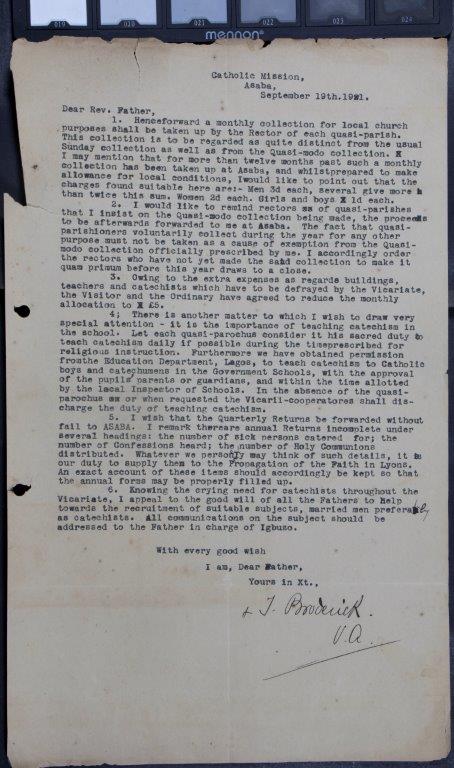 019 020 021 022 023 024
mennon
Catholic Mission,
Asaba,
September 19th.1921.
Dear Rev. Father,
1. Henceforward a monthly collection for local church
purposes shall be taken up by the Rector of each quasi-parish.
This collection is to be regarded as quite distinct from the usual
Sunday collection as well as from the Quasi-modo collection. X
I may mention that for more than twelve months past such a monthly
collection has been taken up at Asaba, and whilstprepared to make
allowance for local conditions, Iwould like to point out that the
charges found suitable here are:- Men 3d each, several give more
than twice this sum. Women 2d each. Girls and boys 1d each.
2. I would like to remind rectors of quasi-parishes
that I insist on the Quasi-modo collection being made, the proceeds
to be afterwards forwarded to me at Asaba. The fact that quasi-
parishioners voluntarily collect during the year for any other
purpose must not be taken as a cause of exemption from the Quasi-
modo collection officially prescribed by me. I accordingly order
the rectors who have not yet made the said collection to make it
quam primum before this year draws to a close.
3. Owing to the extra expenses as regards buildings,
teachers and catechists which have to be defrayed by the Vicariate,
the Visitor and the Ordinary have agreed to reduce the monthly
allocation to £5.
4; There is another matter to which I wish to draw very
special attention - it is the importance of teaching catechism in
the school. Let each quasi-parochus consider it his sacred duty to
teach catechism daily if possible during the timeprescribed for
religious instruction. Furthermore we have obtained permission
fromthe Education Department, Lagos, to teach catechism to Catholic
boys and catechumens in the Government Schools, with the approval
of the pupils' parents or guardians, and within the time allotted
by the local Inspector of Schools. In the absence of the quasi-
parochus or when requested the Vicarii-cooperatores shall dis-
charge the duty of teaching catechism.
5. I wish that the Quarterly Returns be forwarded without
fail to ASABA. I remark thereare annual Returns incomplete under
several headings: the number of sick persons catered for; the
number of Confessions heard; the number of Holy Communions
distributed. Whatever we personally may think of such details, it is
our duty to supply them to the Propagation of the Faith in Lyons.
An exact account of these items should accordingly be kept so that
the annual forms may be properly filled up.
6. Knowing the crying need for catechists throughout the
Vicariate, I appeal to the good will of all the Fathers to Help
towards the recruitment of suitable subjects, married men preferably
as catechists. All communications on the subject should be
addressed to the Father in charge of Igbuzo.
With every good wish
I am, Dear Father,
Yours in Xt.,
+ T. Broderick.
V.A.